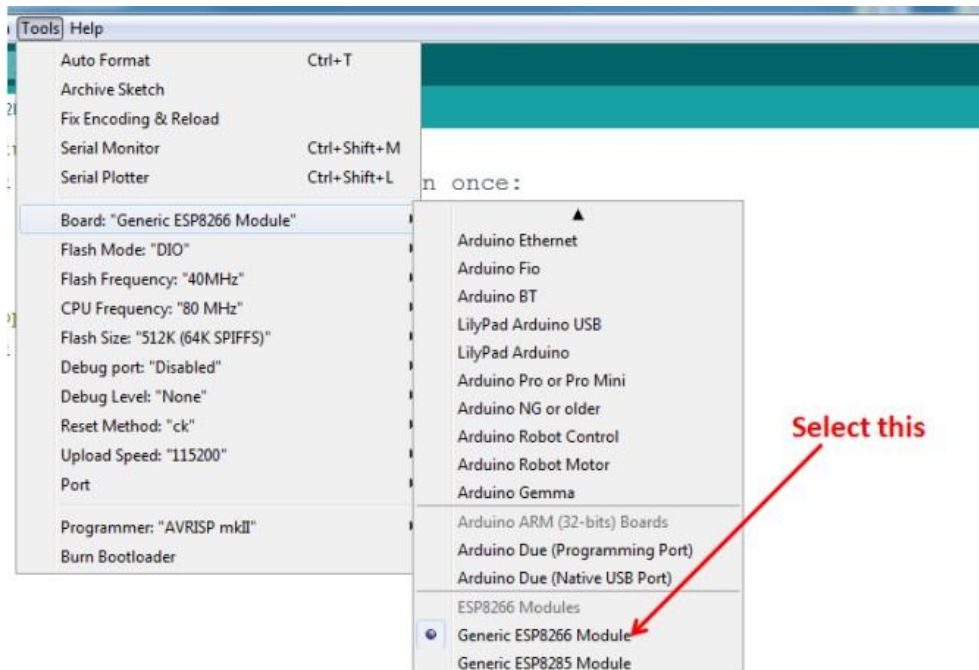 Tools Help
Auto Format Ctrl+T
Archive Sketch
Fix Encoding & Reload
Serial Monitor Ctrl+Shift+M
Serial Plotter Ctrl+Shift+L
n once:
Board: "Generic ESP8266 Module"
Flash Mode: "DIO"
Flash Frequency: "40MHz"
CPU Frequency: "80 MHz"
Flash Size: "512K (64K SPIFFS)"
Debug port: "Disabled"
Debug Level: "None"
Reset Method: "ck"
Upload Speed: "115200"
Port
Programmer: "AVRISP mkII"
Burn Bootloader
Arduino Ethernet
Arduino Fio
Arduino BT
LilyPad Arduino USB
LilyPad Arduino
Arduino Pro or Pro Mini
Arduino NG or older
Arduino Robot Control
Arduino Robot Motor
Arduino Gemma
Arduino ARM (32-bits) Boards
Arduino Due (Programming Port)
Arduino Due (Native USB Port)
ESP8266 Modules
Generic ESP8266 Module
Generic ESP8285 Module
Select this